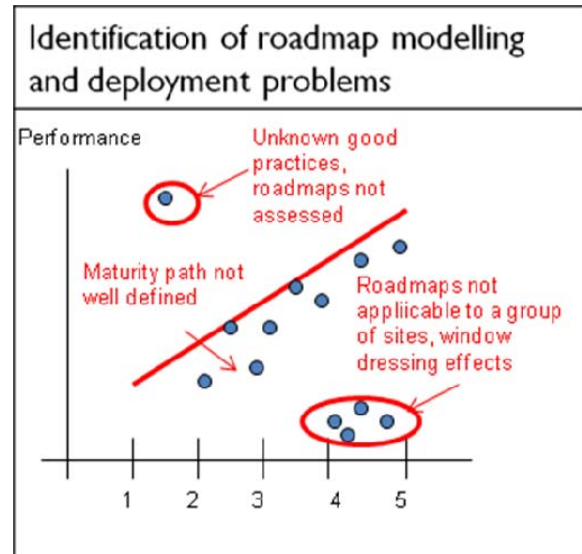 Identification of roadmap modelling
and deployment problems
Performance
Unknown good
practices,
roadmaps not
assessed
Maturity path not
well defined
Roadmaps not
appliicable to a group
of sites, window
dressing effects
1 2 3 4 5